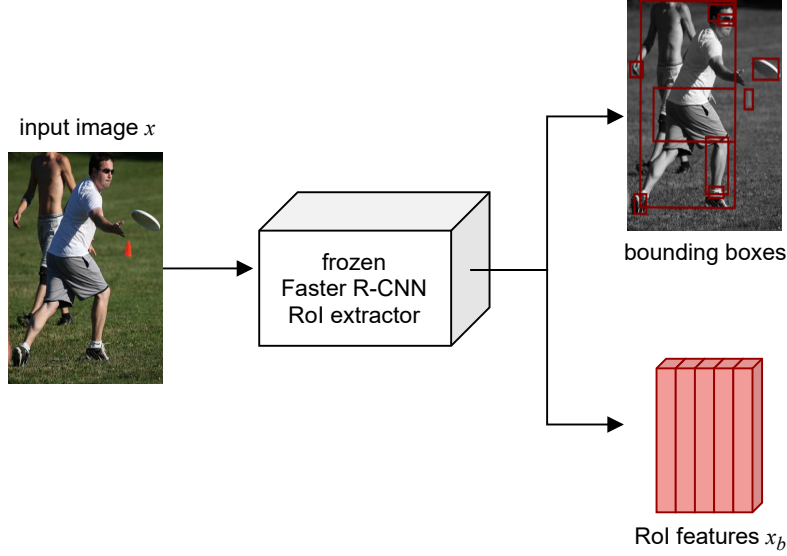 input image x
frozen
Faster R-CNN
RoI extractor
bounding boxes
RoI features x_b